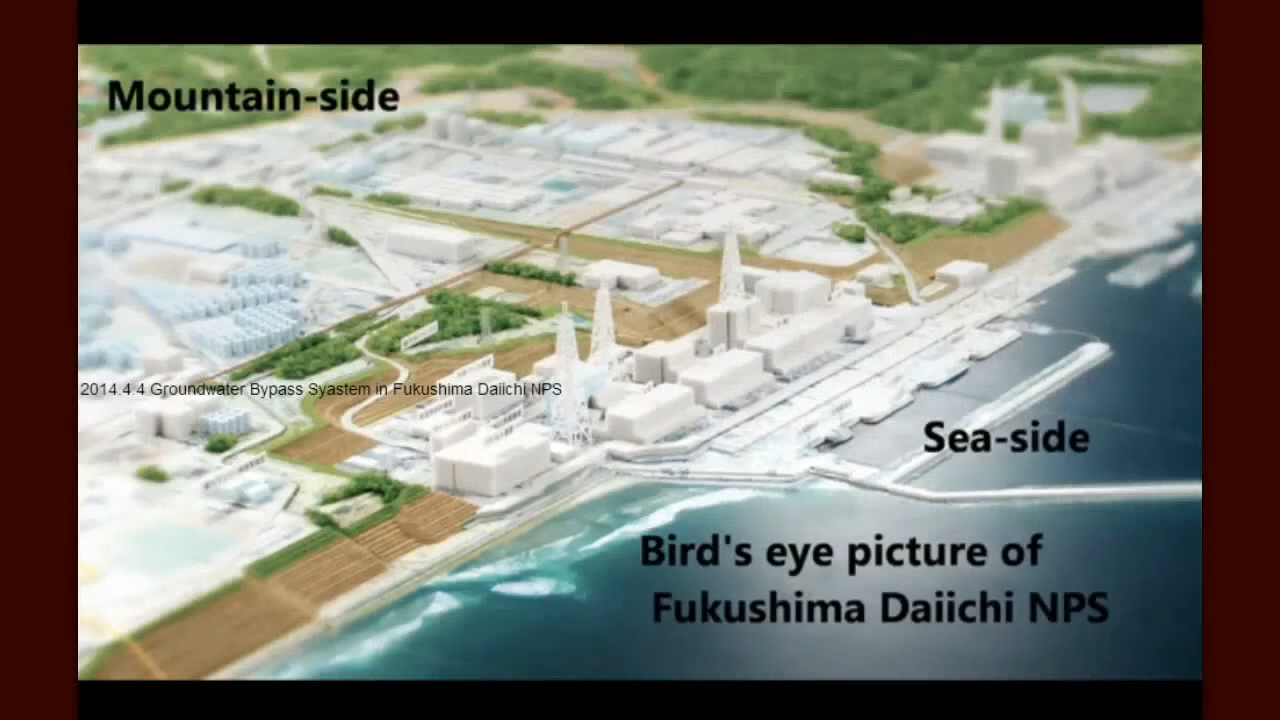 Mountain-side
2014.4.4 Groundwater Bypass Syastem in Fukushima Daiichi NPS
Sea-side
Bird's eye picture of
Fukushima Daiichi NPS